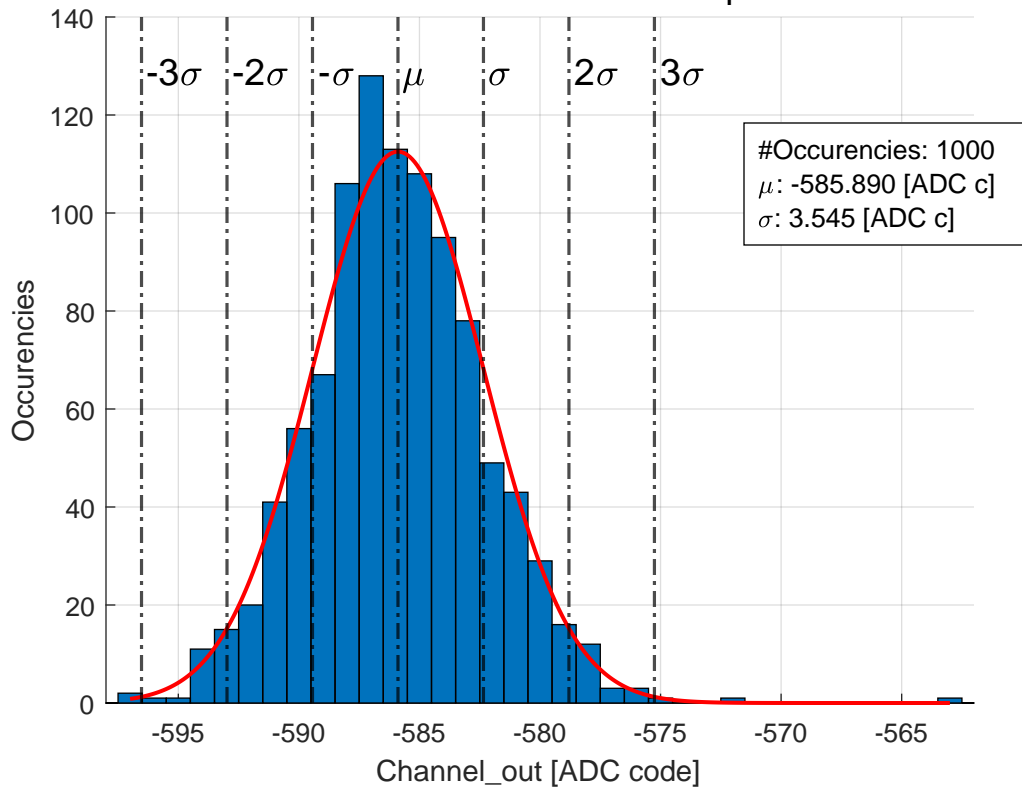 140
120
100
80
60
40
20
0
Occurencies
-3σ -2σ -σ μ σ 2σ 3σ
#Occurencies: 1000
μ: -585.890 [ADC c]
σ: 3.545 [ADC c]
-595 -590 -585 -580 -575 -570 -565
Channel_out [ADC code]